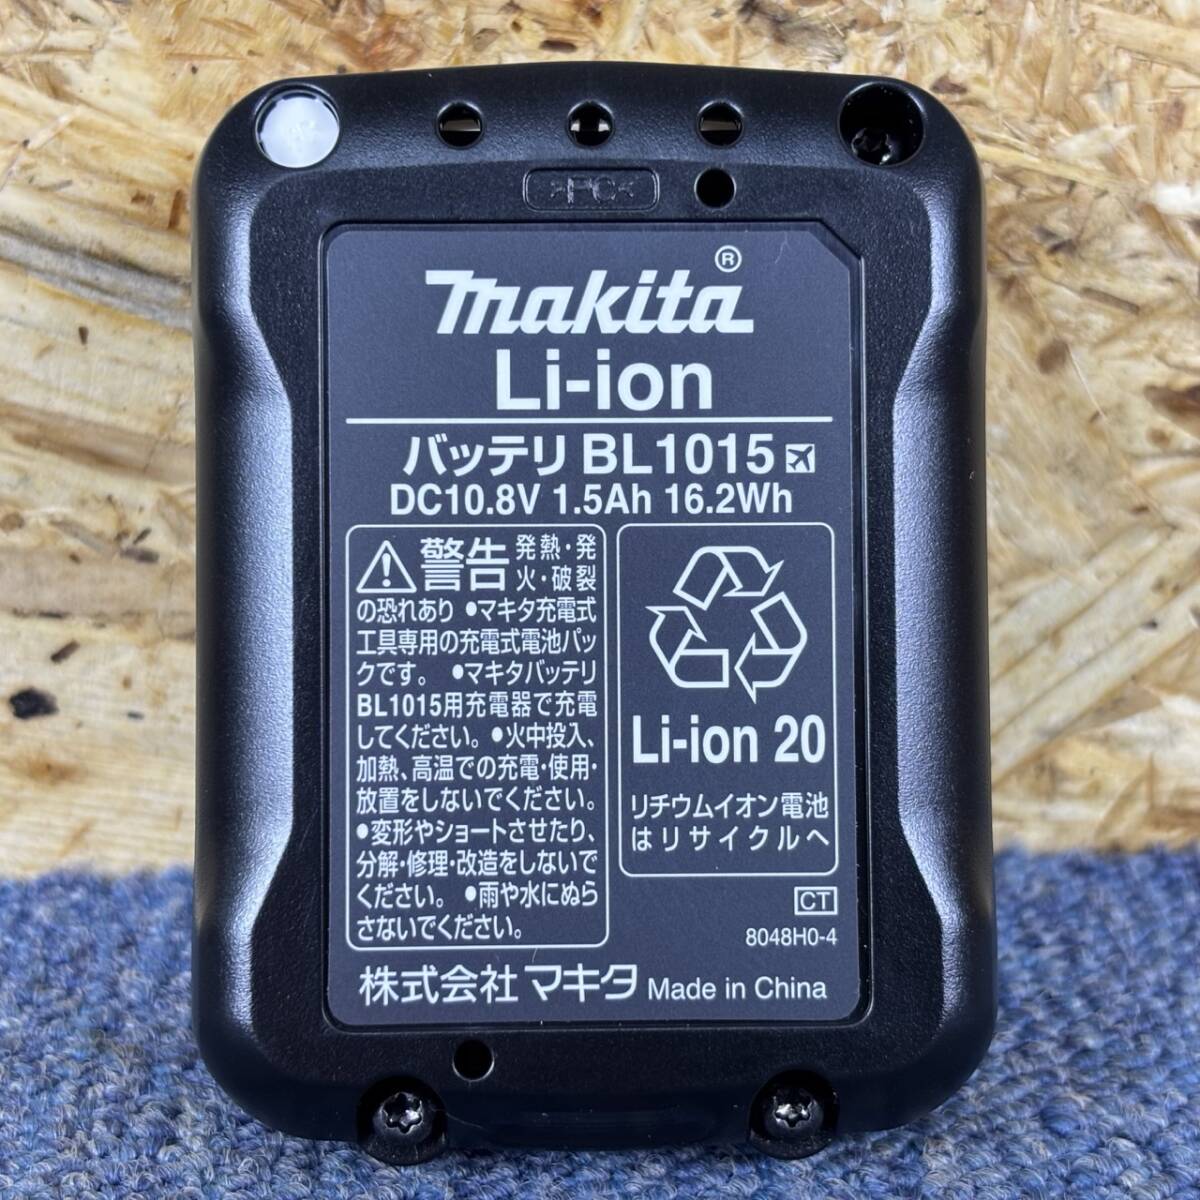 >PC<
makita®
Li-ion
バッテリ BL1015
DC10.8V 1.5Ah 16.2Wh
警告 発熱・発
火・破裂
の恐れあり ●マキタ充電式
工具専用の充電式電池パッ
クです。 ●マキタバッテリ
BL1015用充電器で充電
してください。●火中投入、
加熱、高温での充電・使用・
放置をしないでください。
●変形やショートさせたり、
分解・修理・改造をしないで
ください。 ●雨や水にぬら
さないでください。
Li-ion 20
リチウムイオン電池
はリサイクルへ
CT
8048H0-4
株式会社 マキタ Made in China